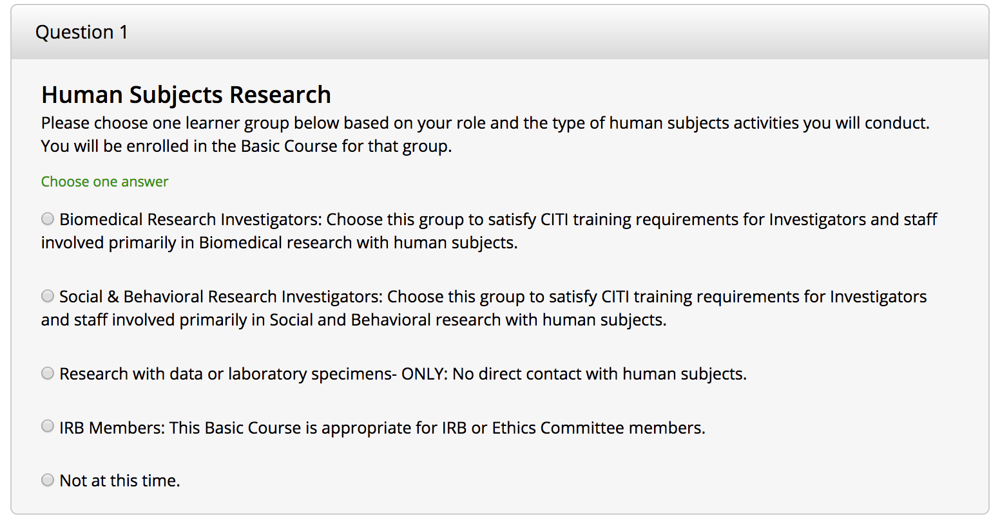 Question 1
Human Subjects Research
Please choose one learner group below based on your role and the type of human subjects activities you will conduct.
You will be enrolled in the Basic Course for that group.
Choose one answer
Biomedical Research Investigators: Choose this group to satisfy CITI training requirements for Investigators and staff
involved primarily in Biomedical research with human subjects.
Social & Behavioral Research Investigators: Choose this group to satisfy CITI training requirements for Investigators
and staff involved primarily in Social and Behavioral research with human subjects.
Research with data or laboratory specimens- ONLY: No direct contact with human subjects.
IRB Members: This Basic Course is appropriate for IRB or Ethics Committee members.
Not at this time.